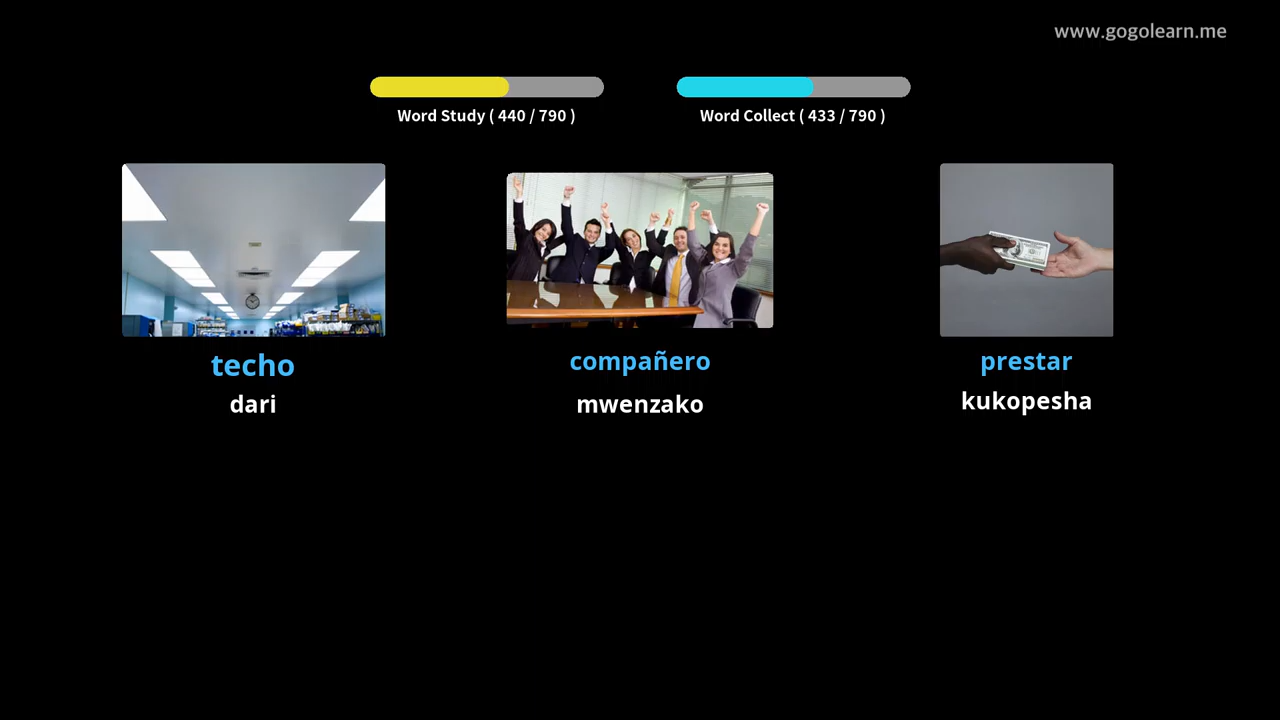 www.gogolearn.me
Word Study ( 440 / 790 )
Word Collect ( 433 / 790 )
techo
compañero
prestar
dari
mwenzako
kukopesha